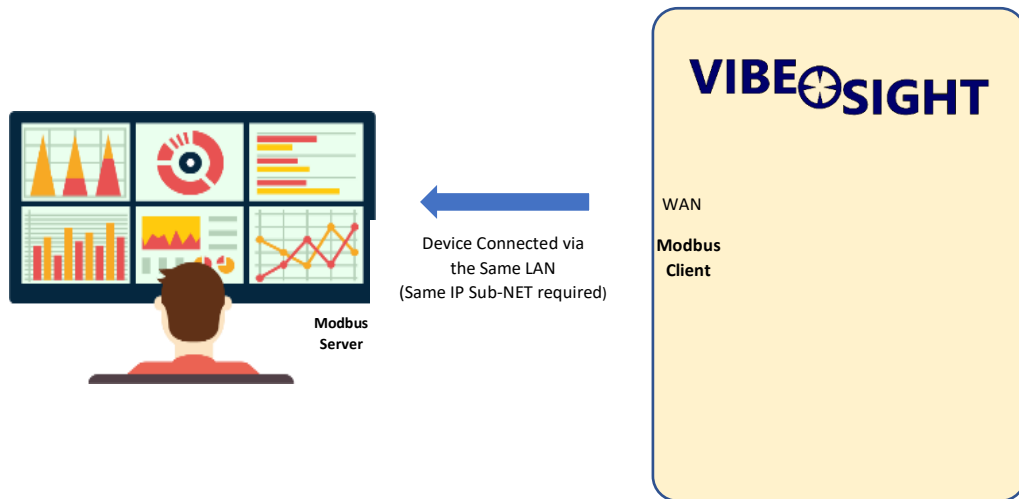 VIBE SIGHT
WAN
Modbus
Client
Device Connected via
the Same LAN
(Same IP Sub-NET required)
Modbus
Server